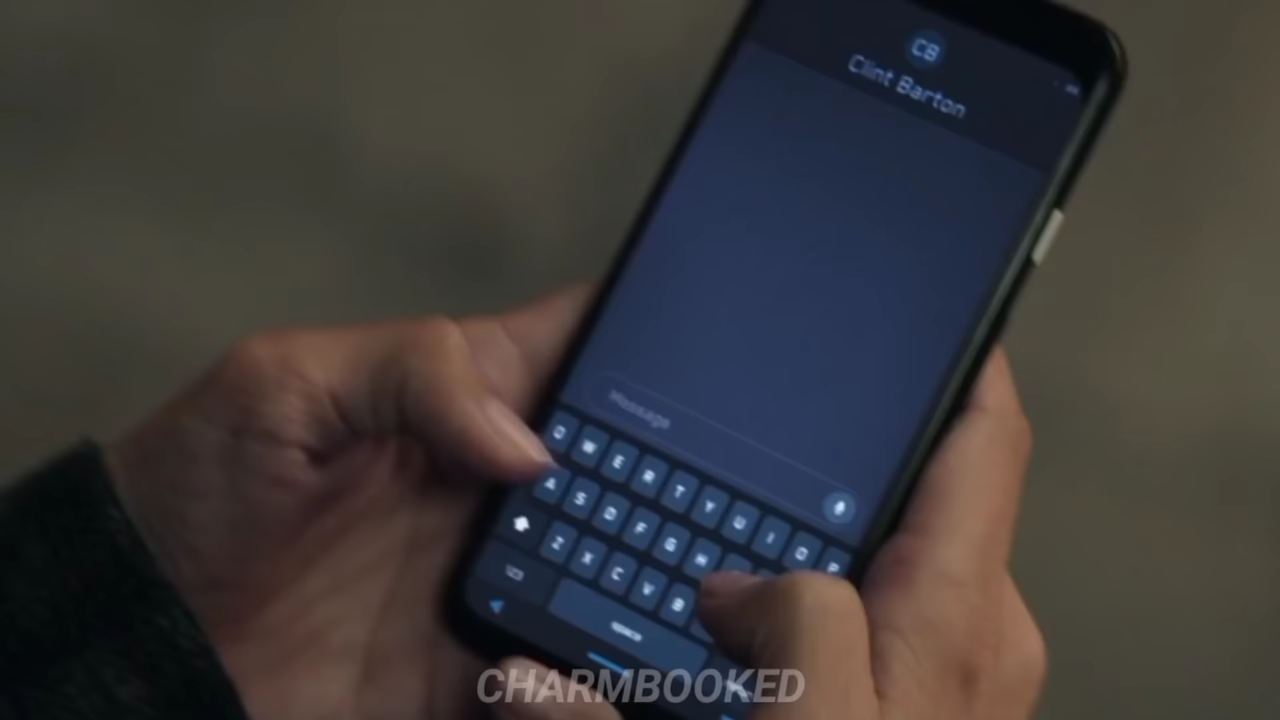 CB
Clint Barton
Message
Q W E R T Y U I O P
A S D F G H
Z X C V B
CHARMBOOKED